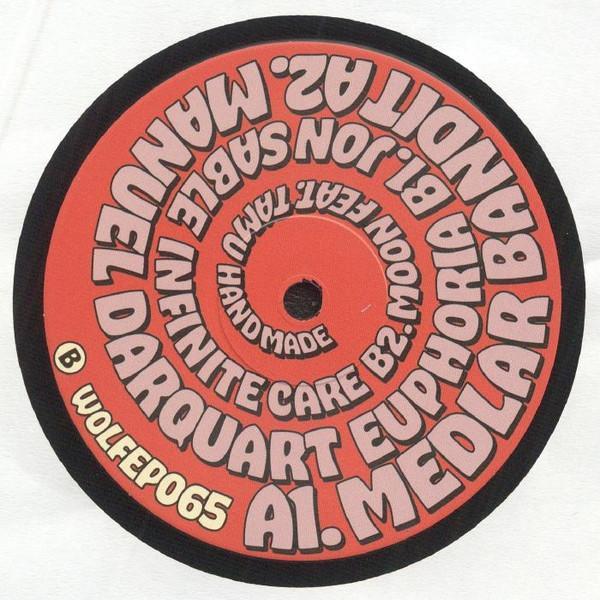 A1. MEDLAR BANDIT A2. MANUEL DARQUART EUPHORIA B1. JON SABLE INFINITE CARE B2. MOON FEAT. TAMU HANDMADE
B WOLFEP065